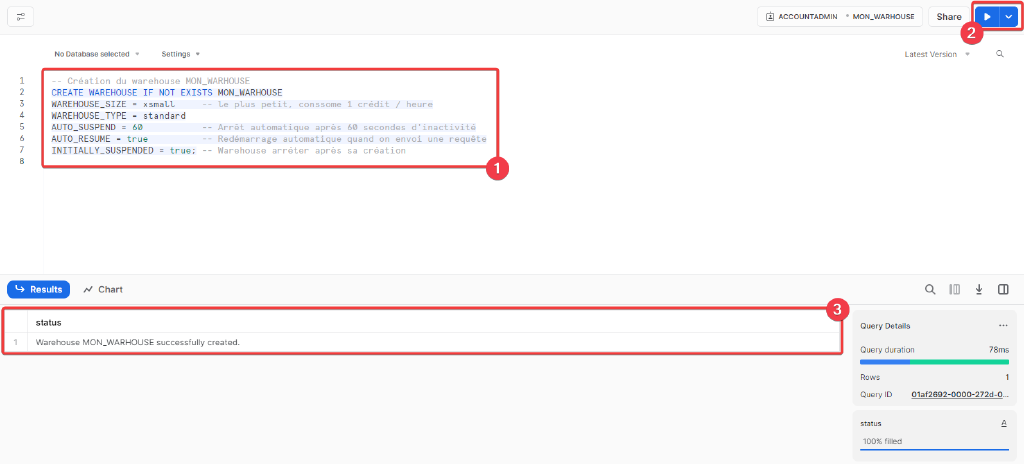 ACCOUNTADMIN
MON_WARHOUSE
Share
2
No Database selected
Settings
Latest Version
1 -- Création du warehouse MON_WARHOUSE
2 CREATE WAREHOUSE IF NOT EXISTS MON_WARHOUSE
3 WAREHOUSE_SIZE = xsmall -- Le plus petit, conssome 1 crédit / heure
4 WAREHOUSE_TYPE = standard
5 AUTO_SUSPEND = 60 -- Arrêt automatique après 60 secondes d'inactivité
6 AUTO_RESUME = true -- Redémarrage automatique quand on envoi une requête
7 INITIALLY_SUSPENDED = true; -- Warehouse arrêter après sa création
8
1
Results
Chart
3
status
1 Warehouse MON_WARHOUSE successfully created.
Query Details
...
Query duration 78ms
Rows 1
Query ID 01af2692-0000-272d-0...
status
A
100% filled